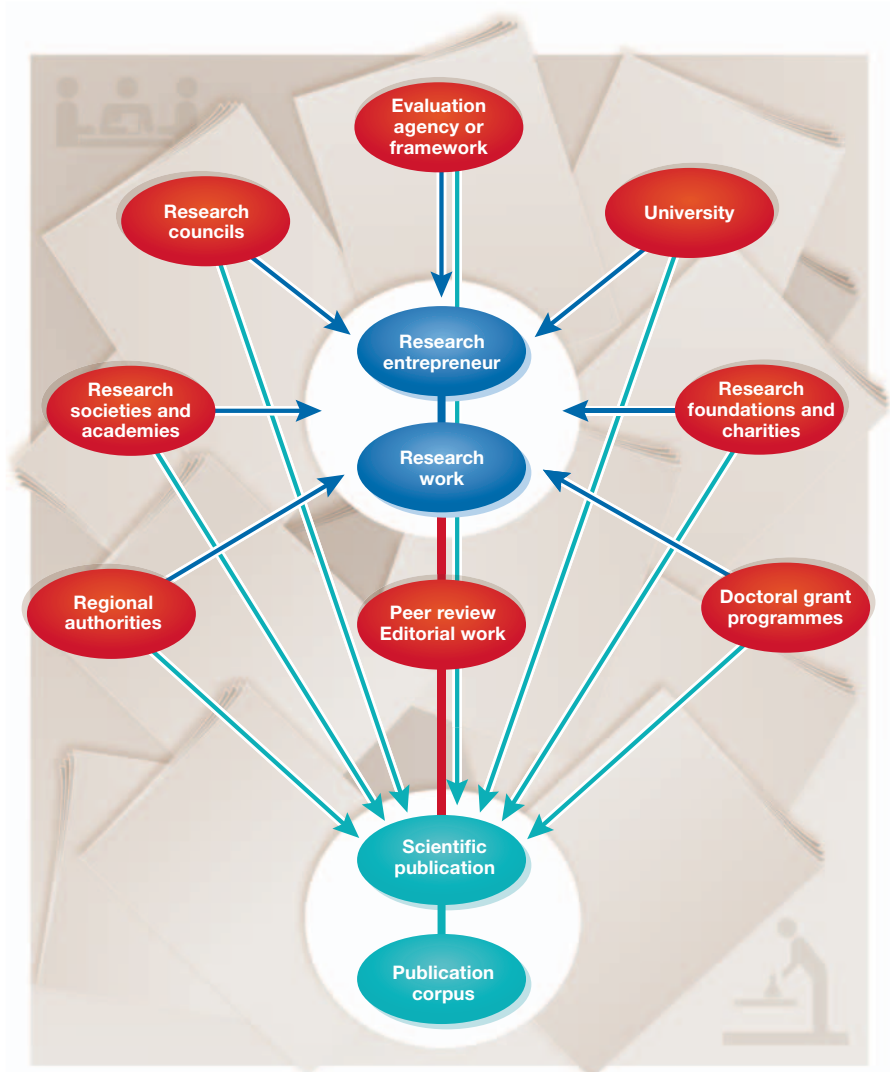 Evaluation
agency or
framework
Research
councils
University
Research
entrepreneur
Research
societies and
academies
Research
foundations and
charities
Research
work
Regional
authorities
Peer review
Editorial work
Doctoral grant
programmes
Scientific
publication
Publication
corpus